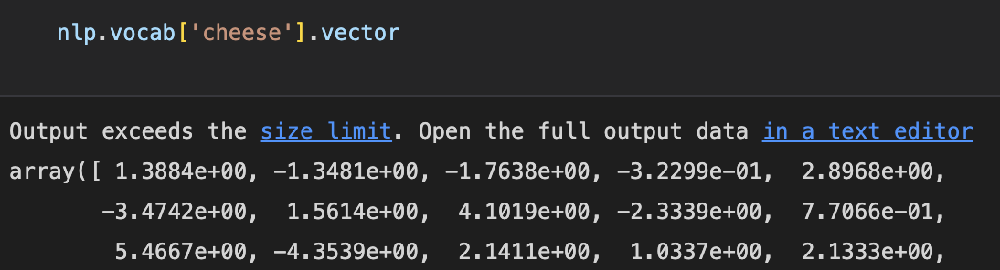 nlp.vocab['cheese'].vector
Output exceeds the size limit. Open the full output data in a text editor
array([ 1.3884e+00, -1.3481e+00, -1.7638e+00, -3.2299e-01,  2.8968e+00,
       -3.4742e+00,  1.5614e+00,  4.1019e+00, -2.3339e+00,  7.7066e-01,
        5.4667e+00, -4.3539e+00,  2.1411e+00,  1.0337e+00,  2.1333e+00,